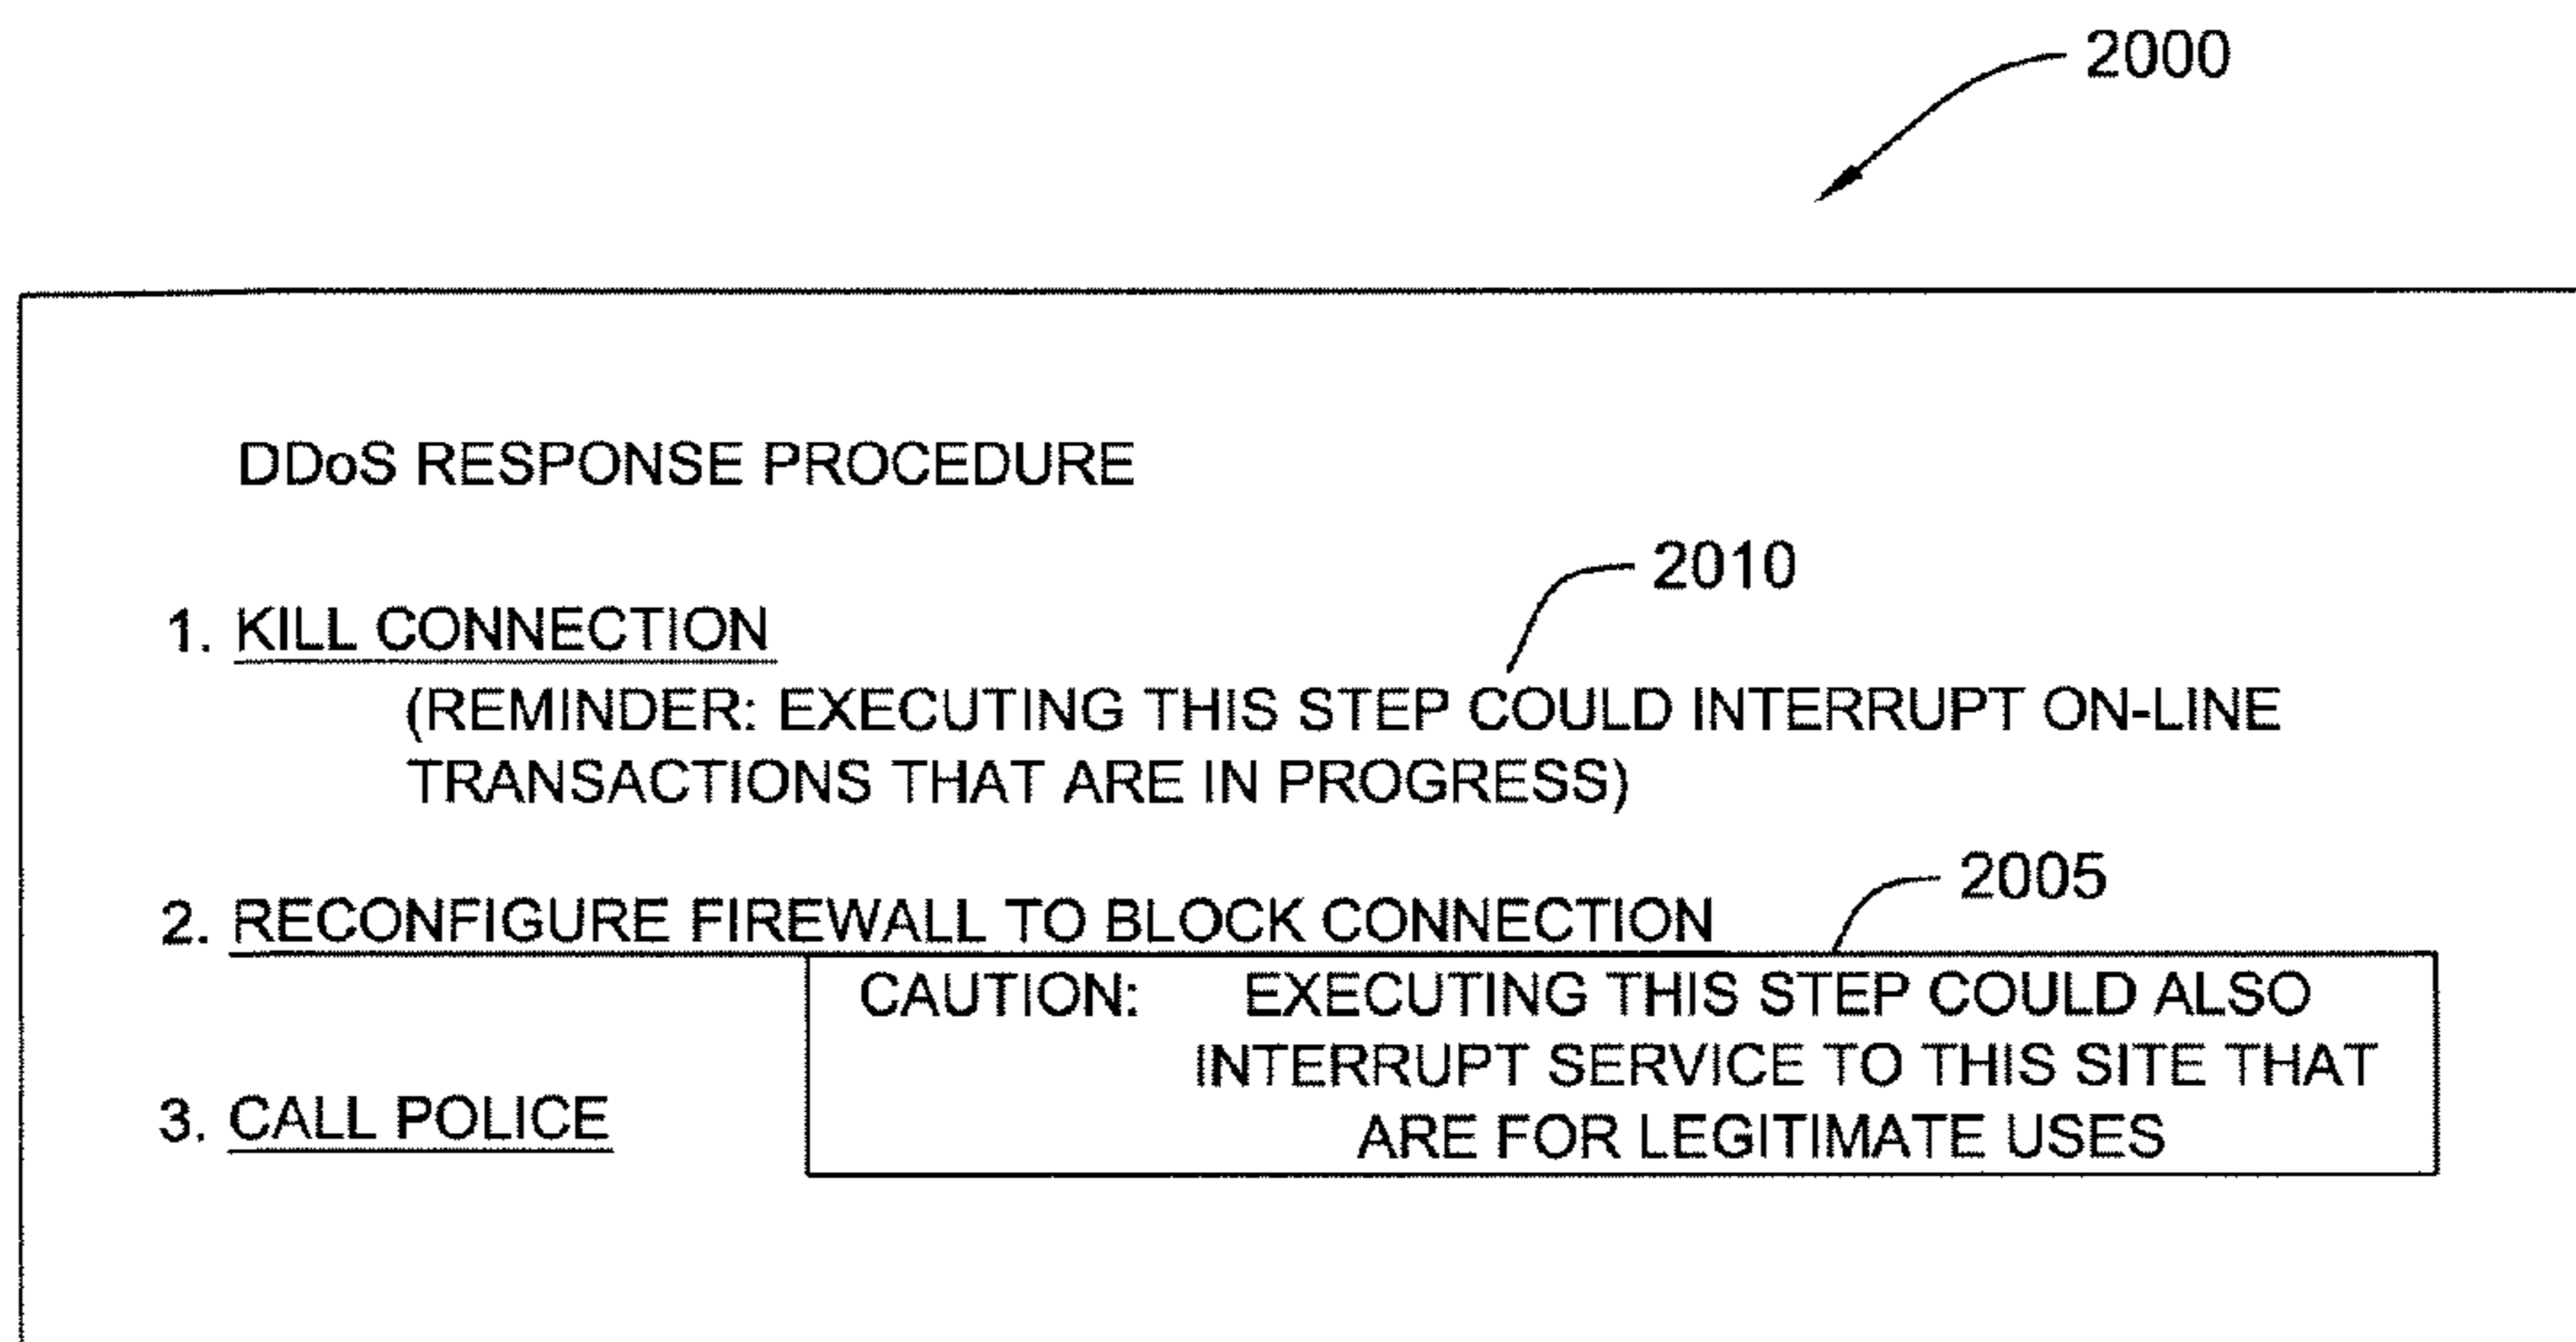 2000
DDoS RESPONSE PROCEDURE
2010
1. KILL CONNECTION
(REMINDER: EXECUTING THIS STEP COULD INTERRUPT ON-LINE
TRANSACTIONS THAT ARE IN PROGRESS)
2005
2. RECONFIGURE FIREWALL TO BLOCK CONNECTION
CAUTION: EXECUTING THIS STEP COULD ALSO
INTERRUPT SERVICE TO THIS SITE THAT
ARE FOR LEGITIMATE USES
3. CALL POLICE